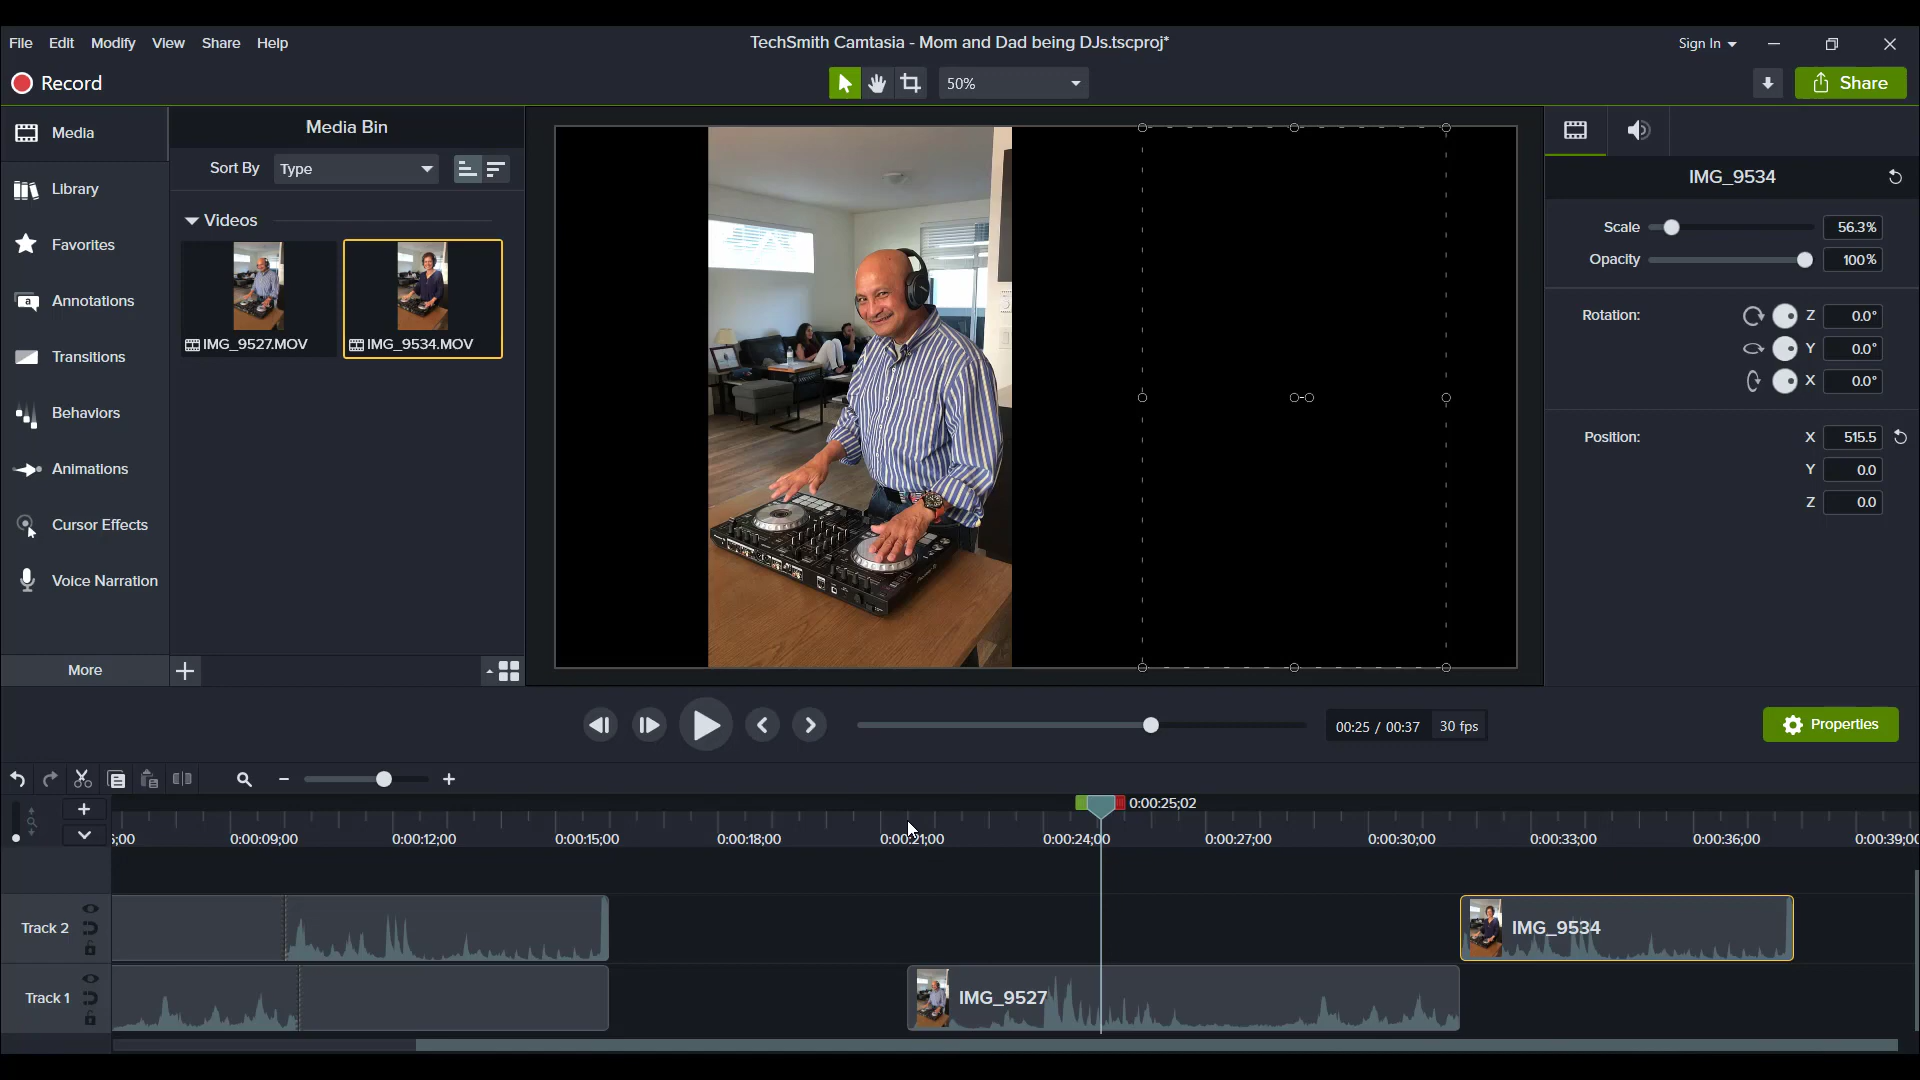 File Edit Modify View Share Help
TechSmith Camtasia - Mom and Dad being DJs.tscproj*
Sign In
Record
50%
Share
Media
Library
Favorites
Annotations
Transitions
Behaviors
Animations
Cursor Effects
Voice Narration
More
Media Bin
Sort By Type
Videos
IMG_9527.MOV
IMG_9534.MOV
IMG_9534
Scale 56.3%
Opacity 100%
Rotation: Z 0.0°
Y 0.0°
X 0.0°
Position: X 515.5
Y 0.0
Z 0.0
00:25 / 00:37 30 fps
Properties
0:00:25;02
;00 0:00:09;00 0:00:12;00 0:00:15;00 0:00:18;00 0:00:21;00 0:00:24;00 0:00:27;00 0:00:30;00 0:00:33;00 0:00:36;00 0:00:39;00
Track 2
IMG_9534
Track 1
IMG_9527